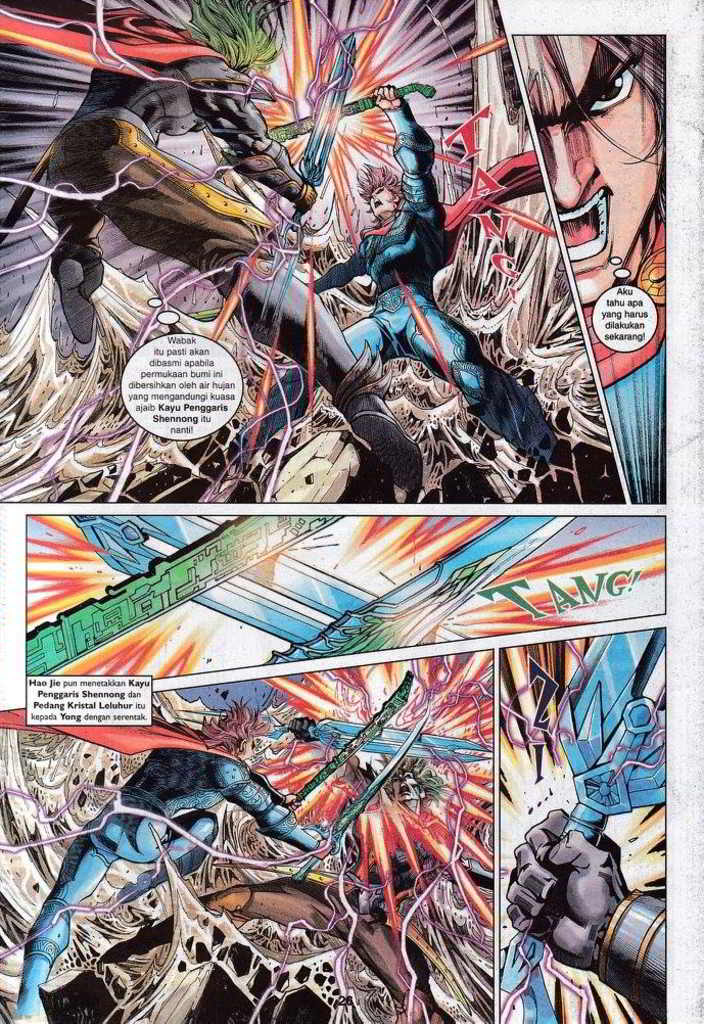 TANG!
Aku
tahu apa
yang harus
dilakukan
sekarang!
Wabak
itu pasti akan
dibasmi apabila
permukaan bumi ini
dibersihkan oleh air hujan
yang mengandungi kuasa
ajaib Kayu Penggaris
Shennong itu
nanti!
TANG!
Hao Jie pun menetakkan Kayu
Penggaris Shennong dan
Pedang Kristal Leluhur itu
kepada Yong dengan serentak.
?!
26